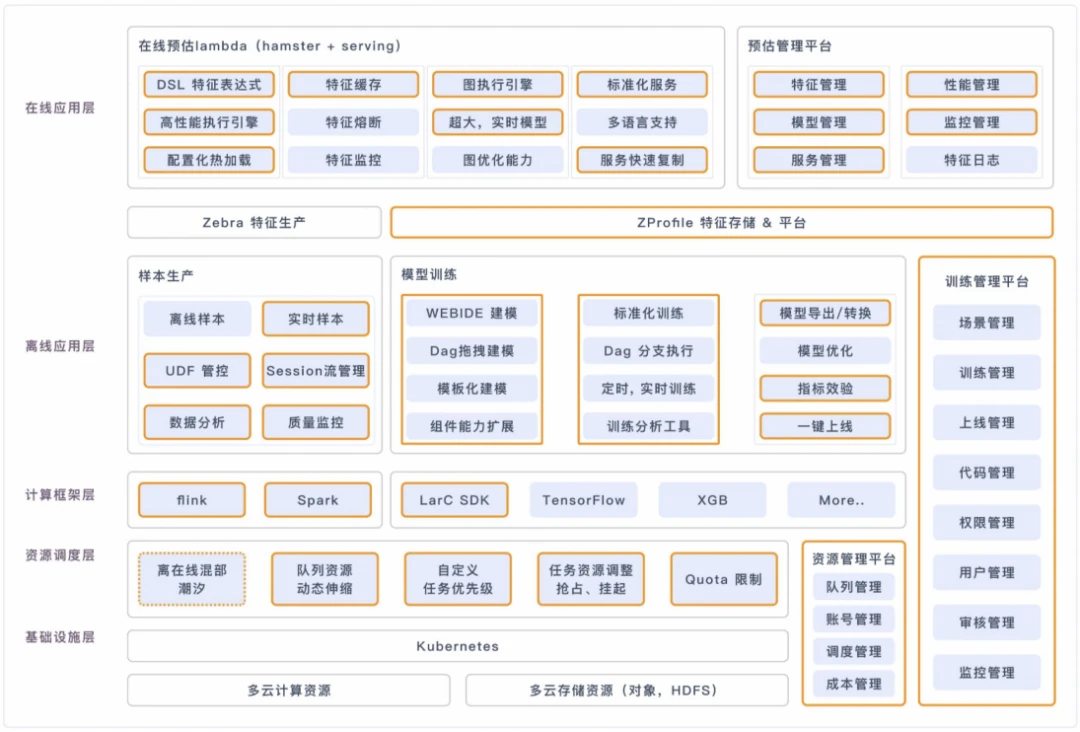 在线应用层
在线预估lambda（hamster + serving）
DSL 特征表达式
特征缓存
图执行引擎
标准化服务
高性能执行引擎
特征熔断
超大，实时模型
多语言支持
配置化热加载
特征监控
图优化能力
服务快速复制
预估管理平台
特征管理
性能管理
模型管理
监控管理
服务管理
特征日志
Zebra 特征生产
ZProfile 特征存储 & 平台
离线应用层
样本生产
离线样本
实时样本
UDF 管控
Session流管理
数据分析
质量监控
模型训练
WEBIDE 建模
Dag拖拽建模
模板化建模
组件能力扩展
标准化训练
Dag 分支执行
定时，实时训练
训练分析工具
模型导出/转换
模型优化
指标效验
一键上线
训练管理平台
场景管理
训练管理
上线管理
代码管理
权限管理
用户管理
审核管理
监控管理
计算框架层
flink
Spark
LarC SDK
TensorFlow
XGB
More..
资源调度层
离在线混部
潮汐
队列资源
动态伸缩
自定义
任务优先级
任务资源调整
抢占、挂起
Quota 限制
资源管理平台
队列管理
账号管理
调度管理
成本管理
基础设施层
Kubernetes
多云计算资源
多云存储资源（对象，HDFS）